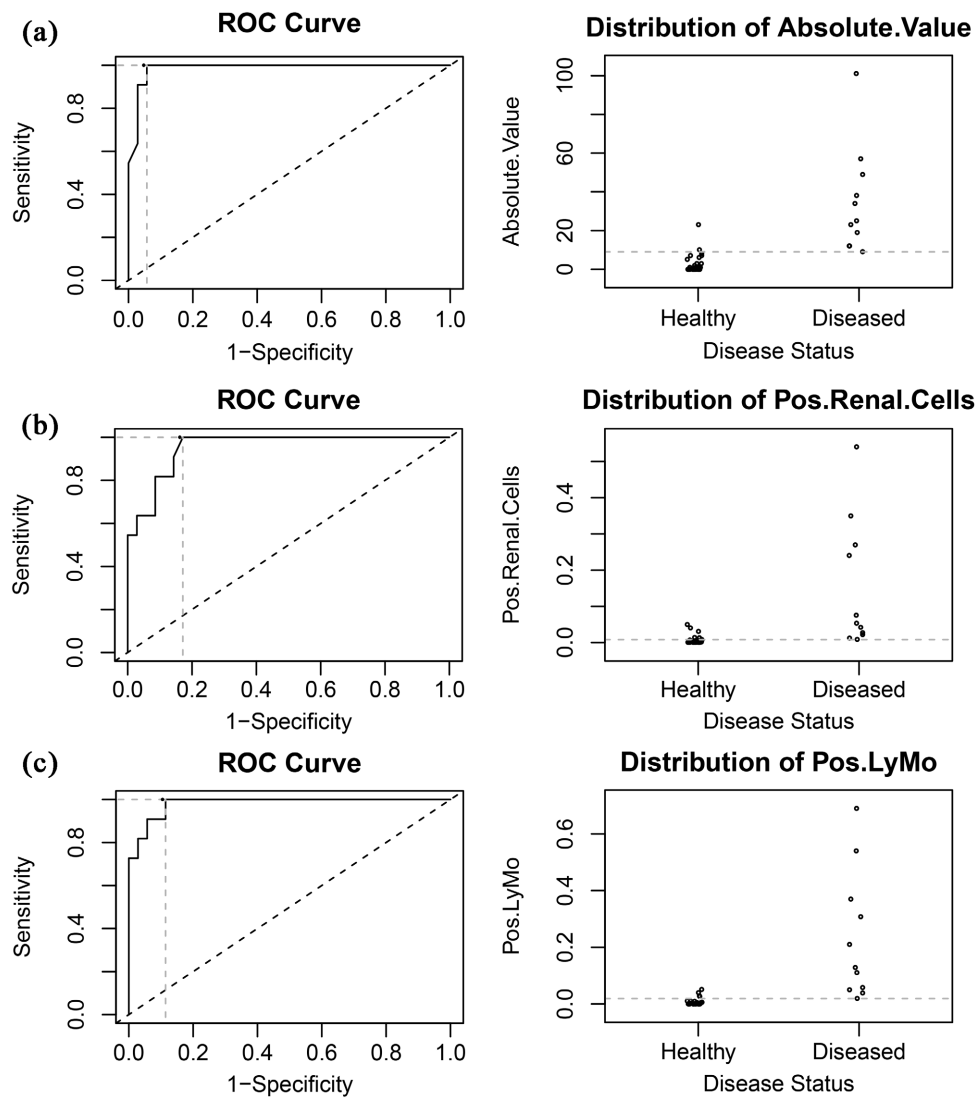 (a)
ROC Curve
Sensitivity
0.0 0.4 0.8
0.0 0.2 0.4 0.6 0.8 1.0
1−Specificity
Distribution of Absolute.Value
Absolute.Value
0 20 60 100
Healthy Diseased
Disease Status
(b)
ROC Curve
Sensitivity
0.0 0.4 0.8
0.0 0.2 0.4 0.6 0.8 1.0
1−Specificity
Distribution of Pos.Renal.Cells
Pos.Renal.Cells
0.0 0.2 0.4
Healthy Diseased
Disease Status
(c)
ROC Curve
Sensitivity
0.0 0.4 0.8
0.0 0.2 0.4 0.6 0.8 1.0
1−Specificity
Distribution of Pos.LyMo
Pos.LyMo
0.0 0.2 0.4 0.6
Healthy Diseased
Disease Status